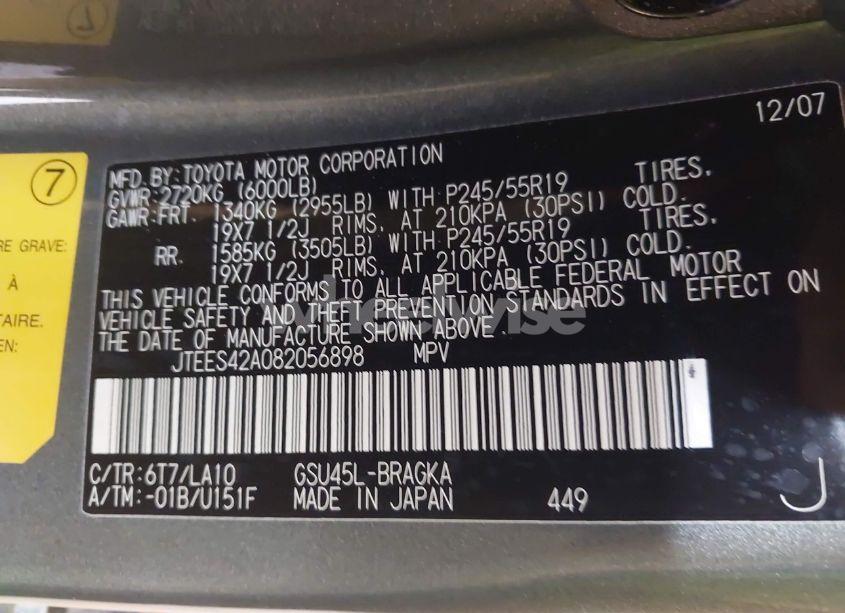 12/07
MFD.BY:TOYOTA MOTOR CORPORATION
GVWR:2720KG (6000LB)
GAWR:FRT. 1340KG (2955LB) WITH P245/55R19 TIRES,
19X7 1/2J RIMS, AT 210KPA (30PSI) COLD.
RR. 1585KG (3505LB) WITH P245/55R19 TIRES,
19X7 1/2J RIMS, AT 210KPA (30PSI) COLD.
THIS VEHICLE CONFORMS TO ALL APPLICABLE FEDERAL MOTOR
VEHICLE SAFETY AND THEFT PREVENTION STANDARDS IN EFFECT ON
THE DATE OF MANUFACTURE SHOWN ABOVE.
JTEES42A082056898 MPV
C/TR:6T7/LA10 GSU45L-BRAGKA
A/TM:-01B/U151F MADE IN JAPAN 449 J
7
RE GRAVE:
À
TAIRE.
EN: